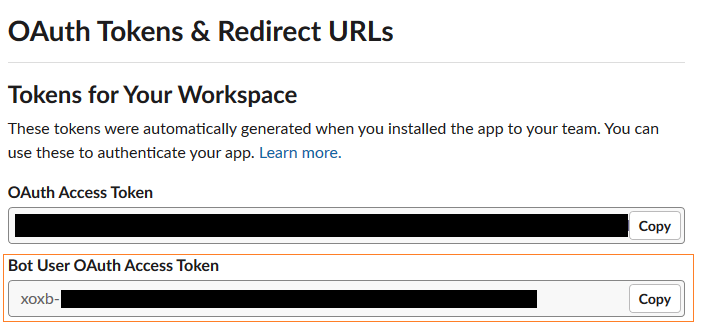 OAuth Tokens & Redirect URLs
Tokens for Your Workspace
These tokens were automatically generated when you installed the app to your team. You can
use these to authenticate your app. Learn more.
OAuth Access Token
Copy
Bot User OAuth Access Token
xoxb-
Copy